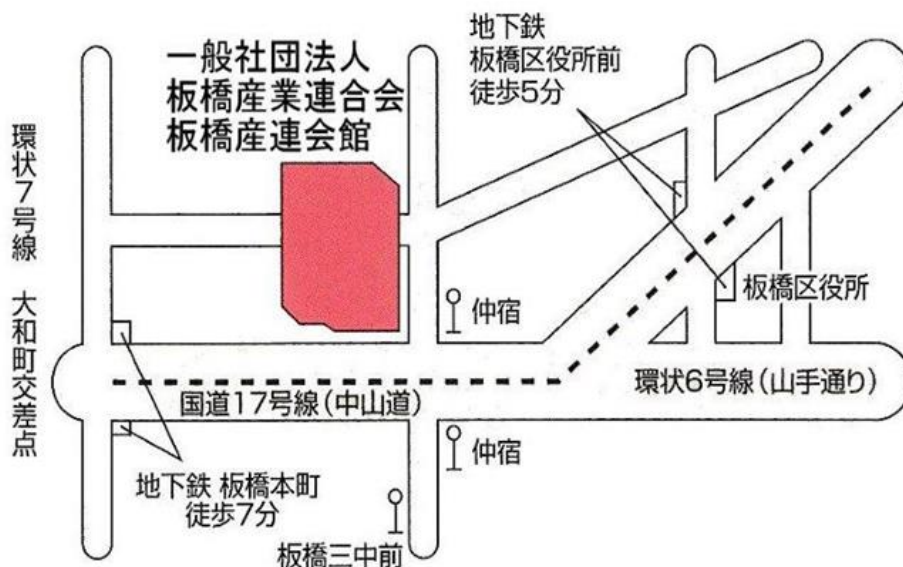 一般社団法人
板橋産業連合会
板橋産連会館
地下鉄
板橋区役所前
徒歩5分
環状7号線 大和町交差点
仲宿
板橋区役所
環状6号線(山手通り)
国道17号線(中山道)
仲宿
地下鉄 板橋本町
徒歩7分
板橋三中前